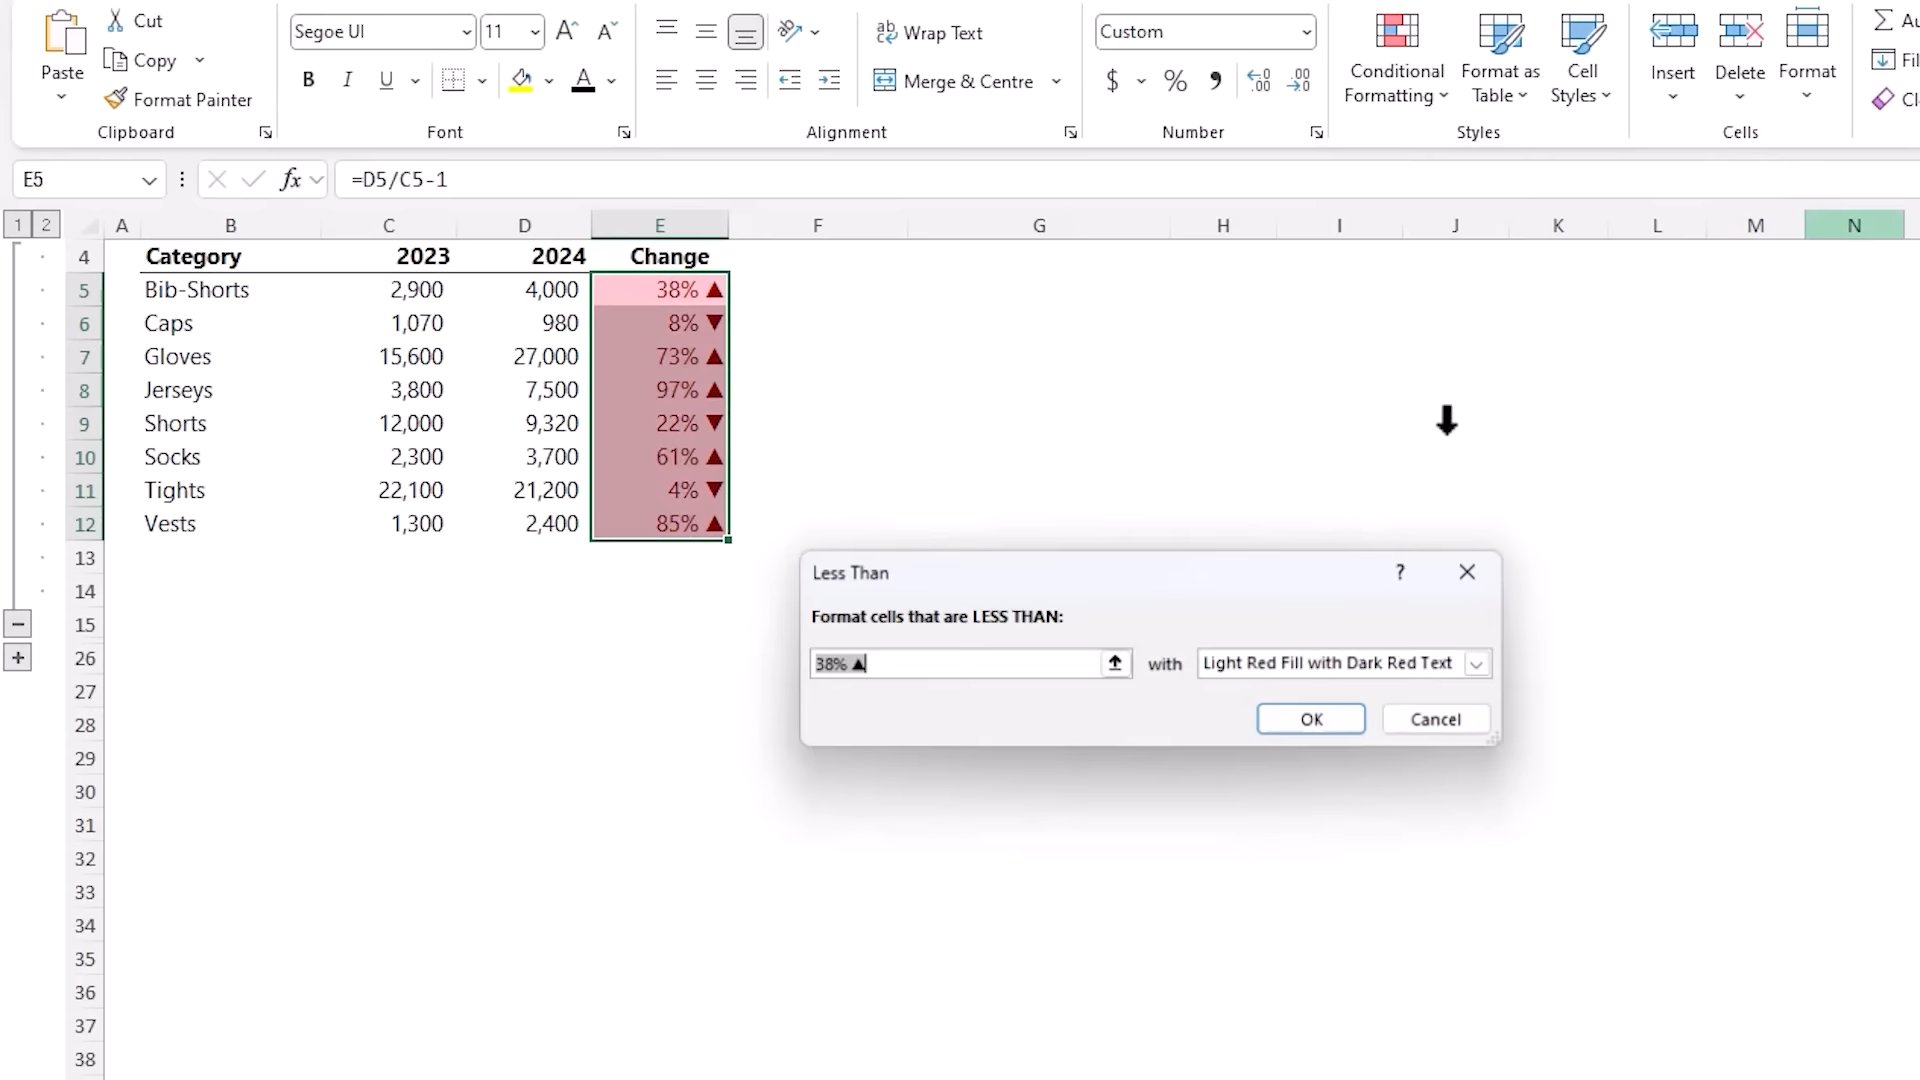 Cut
Copy
Format Painter
Paste
Clipboard
Segoe UI
11
B I U
A
Font
Wrap Text
Merge & Centre
Alignment
Custom
$ % 9
Number
Conditional Formatting
Format as Table
Cell Styles
Styles
Insert
Delete
Format
Cells
E5
fx
=D5/C5-1
1 2
A B C D E F G H I J K L M N
4 Category 2023 2024 Change
5 Bib-Shorts 2,900 4,000 38% ▲
6 Caps 1,070 980 8% ▼
7 Gloves 15,600 27,000 73% ▲
8 Jerseys 3,800 7,500 97% ▲
9 Shorts 12,000 9,320 22% ▼
10 Socks 2,300 3,700 61% ▲
11 Tights 22,100 21,200 4% ▼
12 Vests 1,300 2,400 85% ▲
13
14
15
26
27
28
29
30
31
32
33
34
35
36
37
38
Less Than ?
Format cells that are LESS THAN:
38% ▲ with Light Red Fill with Dark Red Text
OK Cancel